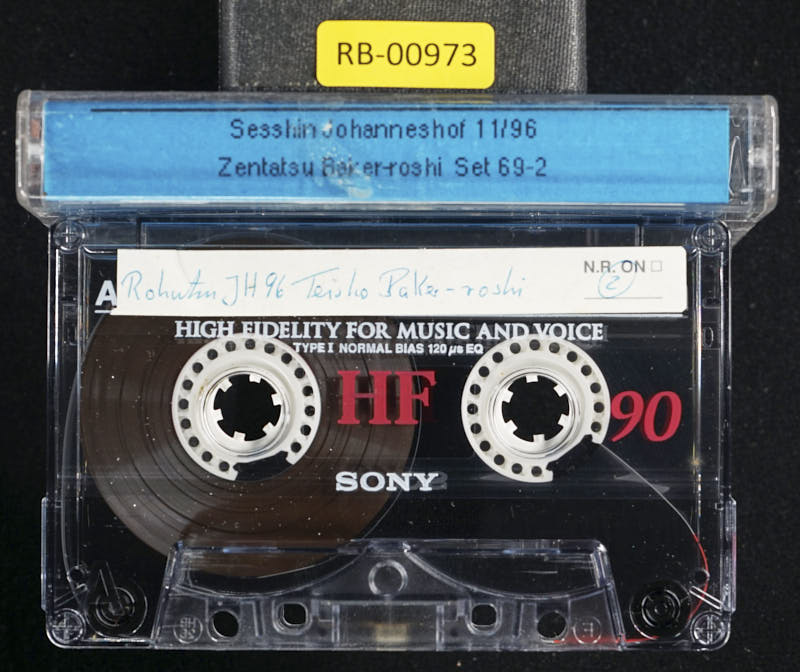 RB-00973
Sesshin Johanneshof 11/96
Zentatsu Baker-roshi Set 69-2
A
Rohatsu JH 96 Teisho Baker-roshi
N.R. ON
2
HIGH FIDELITY FOR MUSIC AND VOICE
TYPE I NORMAL BIAS 120 µs EQ
HF
90
SONY